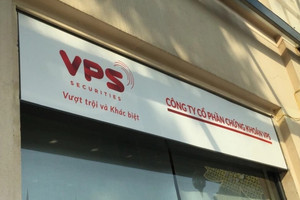 VPS
SECURITIES
Vượt trội và Khác biệt
CÔNG TY CỔ PHẦN CHỨNG KHOÁN VPS